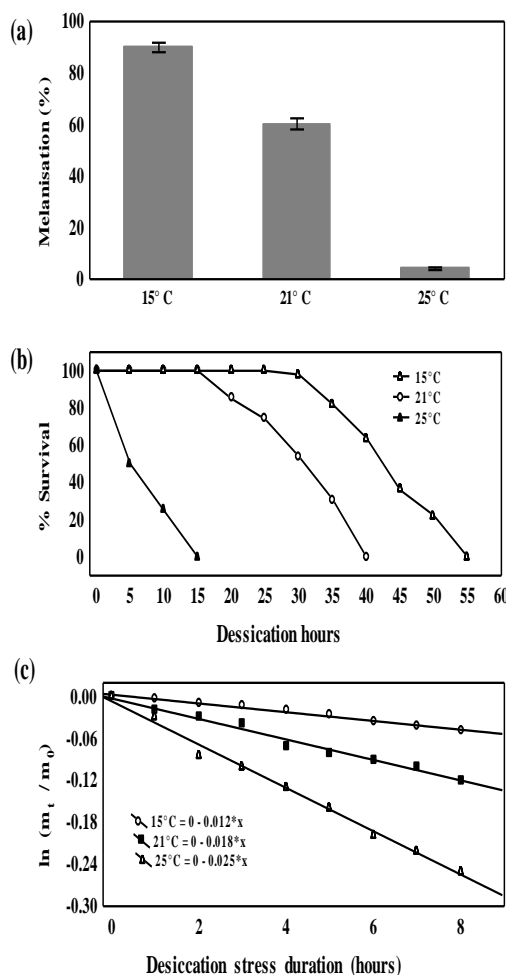 (a)
Melanisation (%)
100
80
60
40
20
0
15° C
21° C
25° C
(b)
% Survival
100
80
60
40
20
0
15°C
21°C
25°C
0 5 10 15 20 25 30 35 40 45 50 55 60
Dessication hours
(c)
ln (mt / mo)
0.00
-0.06
-0.12
-0.18
-0.24
-0.30
15°C = 0 - 0.012*x
21°C = 0 - 0.018*x
25°C = 0 - 0.025*x
0 2 4 6 8
Desiccation stress duration (hours)